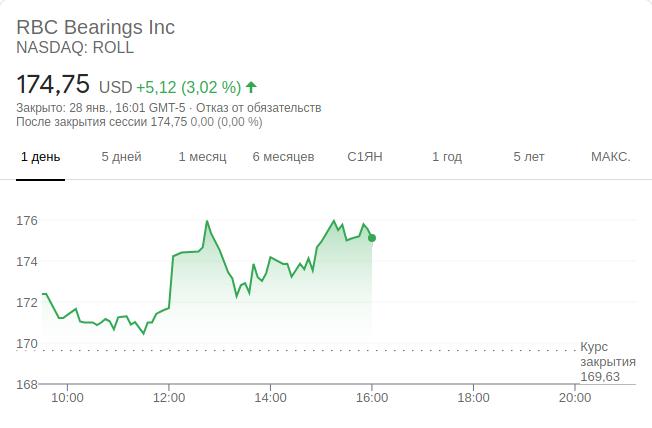 RBC Bearings Inc
NASDAQ: ROLL
174,75 USD +5,12 (3,02 %)
Закрыто: 28 янв., 16:01 GMT-5 · Отказ от обязательств
После закрытия сессии 174,75 0,00 (0,00 %)
1 день 5 дней 1 месяц 6 месяцев С1ЯН 1 год 5 лет МАКС.
176
174
172
170
Курс
закрытия
169,63
168
10:00 12:00 14:00 16:00 18:00 20:00